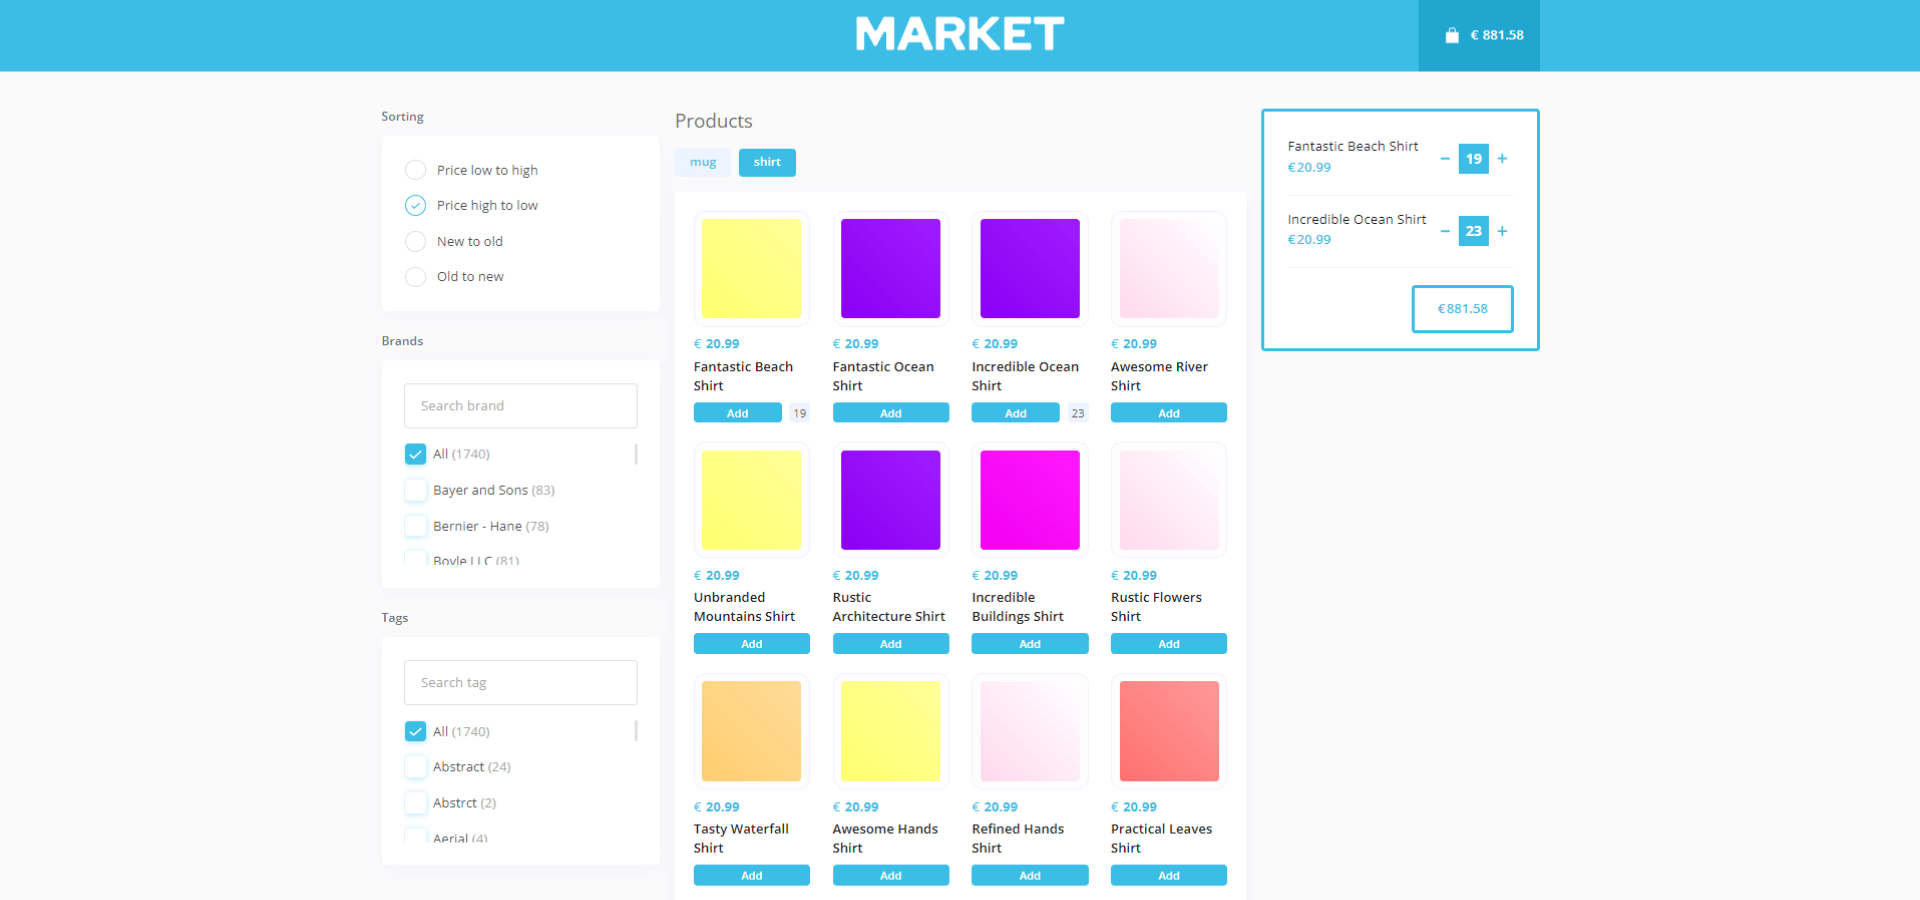 MARKET
€ 881.58
Sorting
Price low to high
Price high to low
New to old
Old to new
Brands
Search brand
All (1740)
Bayer and Sons (83)
Bernier - Hane (78)
Boyle LLC (81)
Tags
Search tag
All (1740)
Abstract (24)
Abstrct (2)
Aerial (4)
Products
mug shirt
€ 20.99 € 20.99 € 20.99 € 20.99
Fantastic Beach Fantastic Ocean Incredible Ocean Awesome River
Shirt Shirt Shirt Shirt
Add 19 Add Add 23 Add
€ 20.99 € 20.99 € 20.99 € 20.99
Unbranded Rustic Incredible Rustic Flowers
Mountains Shirt Architecture Shirt Buildings Shirt Shirt
Add Add Add Add
€ 20.99 € 20.99 € 20.99 € 20.99
Tasty Waterfall Awesome Hands Refined Hands Practical Leaves
Shirt Shirt Shirt Shirt
Add Add Add Add
Fantastic Beach Shirt
€20.99
− 19 +
Incredible Ocean Shirt
€20.99
− 23 +
€881.58